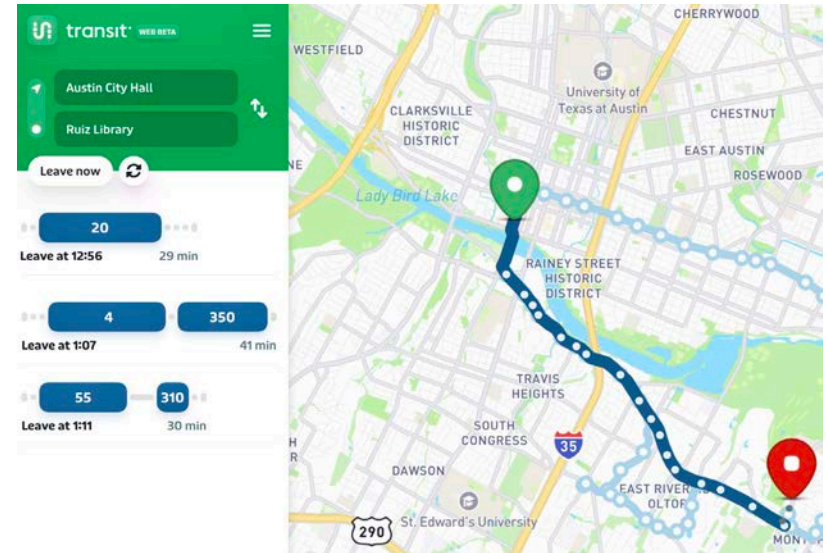 transit WEB BETA
Austin City Hall
Ruiz Library
Leave now
20
Leave at 12:56 29 min
4 350
Leave at 1:07 41 min
55 310
Leave at 1:11 30 min
CHERRYWOOD
WESTFIELD
University of
Texas at Austin
CLARKSVILLE
HISTORIC
DISTRICT
CHESTNUT
EAST AUSTIN
ROSEWOOD
Lady Bird Lake
RAINEY STREET
HISTORIC
DISTRICT
TRAVIS
HEIGHTS
SOUTH
CONGRESS
35
DAWSON
EAST RIVER
OLTOF
St. Edward's University
290
MON